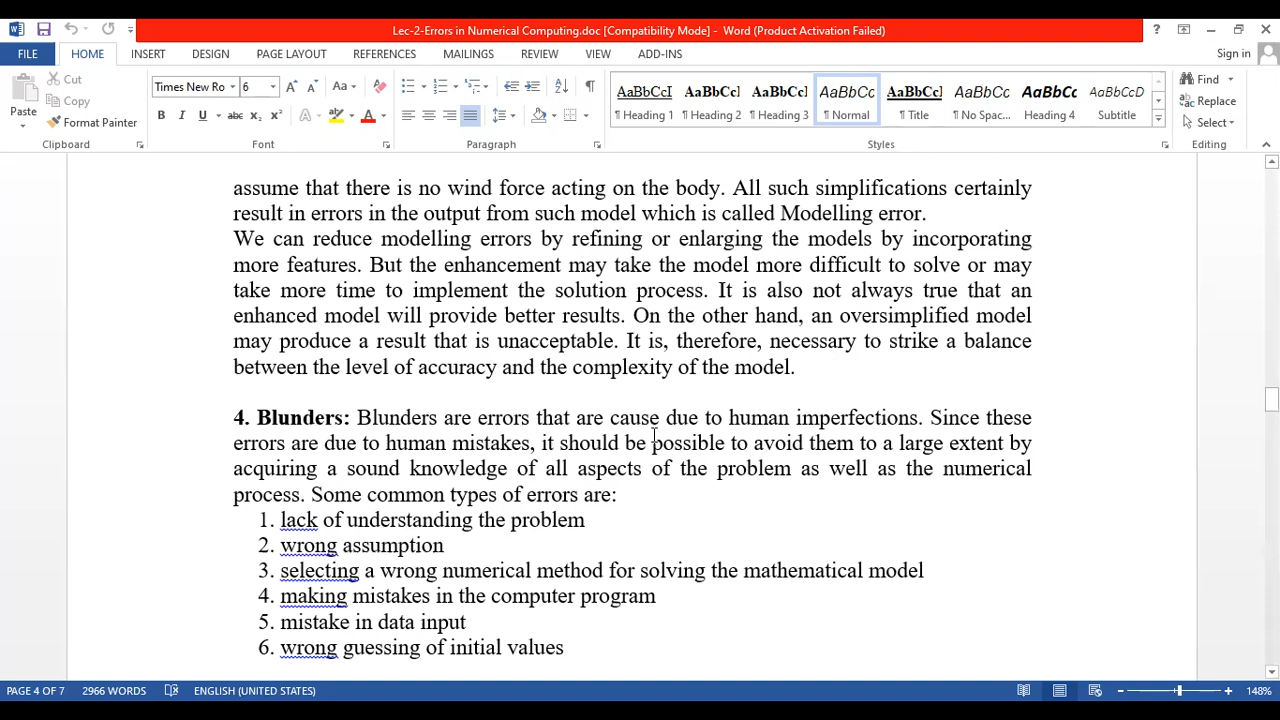 Lec-2-Errors in Numerical Computing.doc [Compatibility Mode] - Word (Product Activation Failed)
FILE HOME INSERT DESIGN PAGE LAYOUT REFERENCES MAILINGS REVIEW VIEW ADD-INS Sign in
Paste
Cut
Copy
Format Painter
Times New Ro 6
AaBbCcI AaBbCcl AaBbCcl AaBbCc AaBbCcl AaBbCc AaBbCc AaBbCcD
¶ Heading 1 ¶ Heading 2 ¶ Heading 3 ¶ Normal ¶ Title ¶ No Spac... Heading 4 Subtitle
Find
Replace
Select
Clipboard Font Paragraph Styles Editing
assume that there is no wind force acting on the body. All such simplifications certainly
result in errors in the output from such model which is called Modelling error.
We can reduce modelling errors by refining or enlarging the models by incorporating
more features. But the enhancement may take the model more difficult to solve or may
take more time to implement the solution process. It is also not always true that an
enhanced model will provide better results. On the other hand, an oversimplified model
may produce a result that is unacceptable. It is, therefore, necessary to strike a balance
between the level of accuracy and the complexity of the model.
4. Blunders: Blunders are errors that are cause due to human imperfections. Since these
errors are due to human mistakes, it should be possible to avoid them to a large extent by
acquiring a sound knowledge of all aspects of the problem as well as the numerical
process. Some common types of errors are:
1. lack of understanding the problem
2. wrong assumption
3. selecting a wrong numerical method for solving the mathematical model
4. making mistakes in the computer program
5. mistake in data input
6. wrong guessing of initial values
PAGE 4 OF 7 2966 WORDS ENGLISH (UNITED STATES) 148%